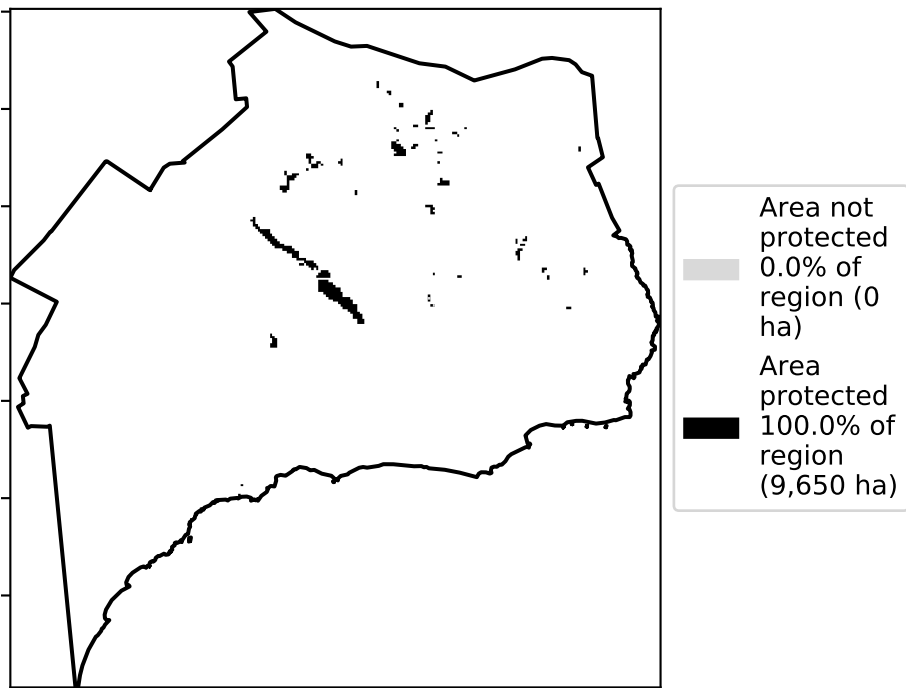 Area not
protected
0.0% of
region (0
ha)
Area
protected
100.0% of
region
(9,650 ha)